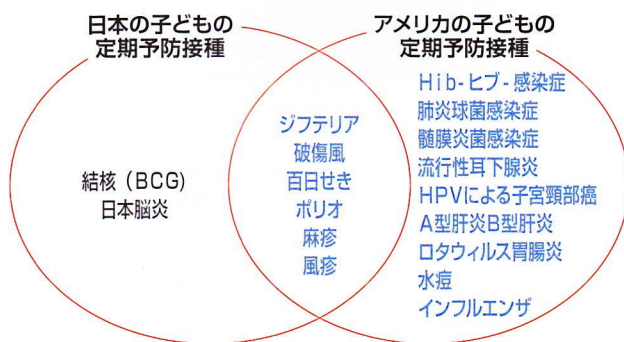 日本の子どもの
定期予防接種
結核（BCG)
日本脳炎
ジフテリア
破傷風
百日せき
ポリオ
麻疹
風疹
アメリカの子どもの
定期予防接種
Hib-ヒブ-感染症
肺炎球菌感染症
髄膜炎菌感染症
流行性耳下腺炎
HPVによる子宮頸部癌
A型肝炎B型肝炎
ロタウィルス胃腸炎
水痘
インフルエンザ